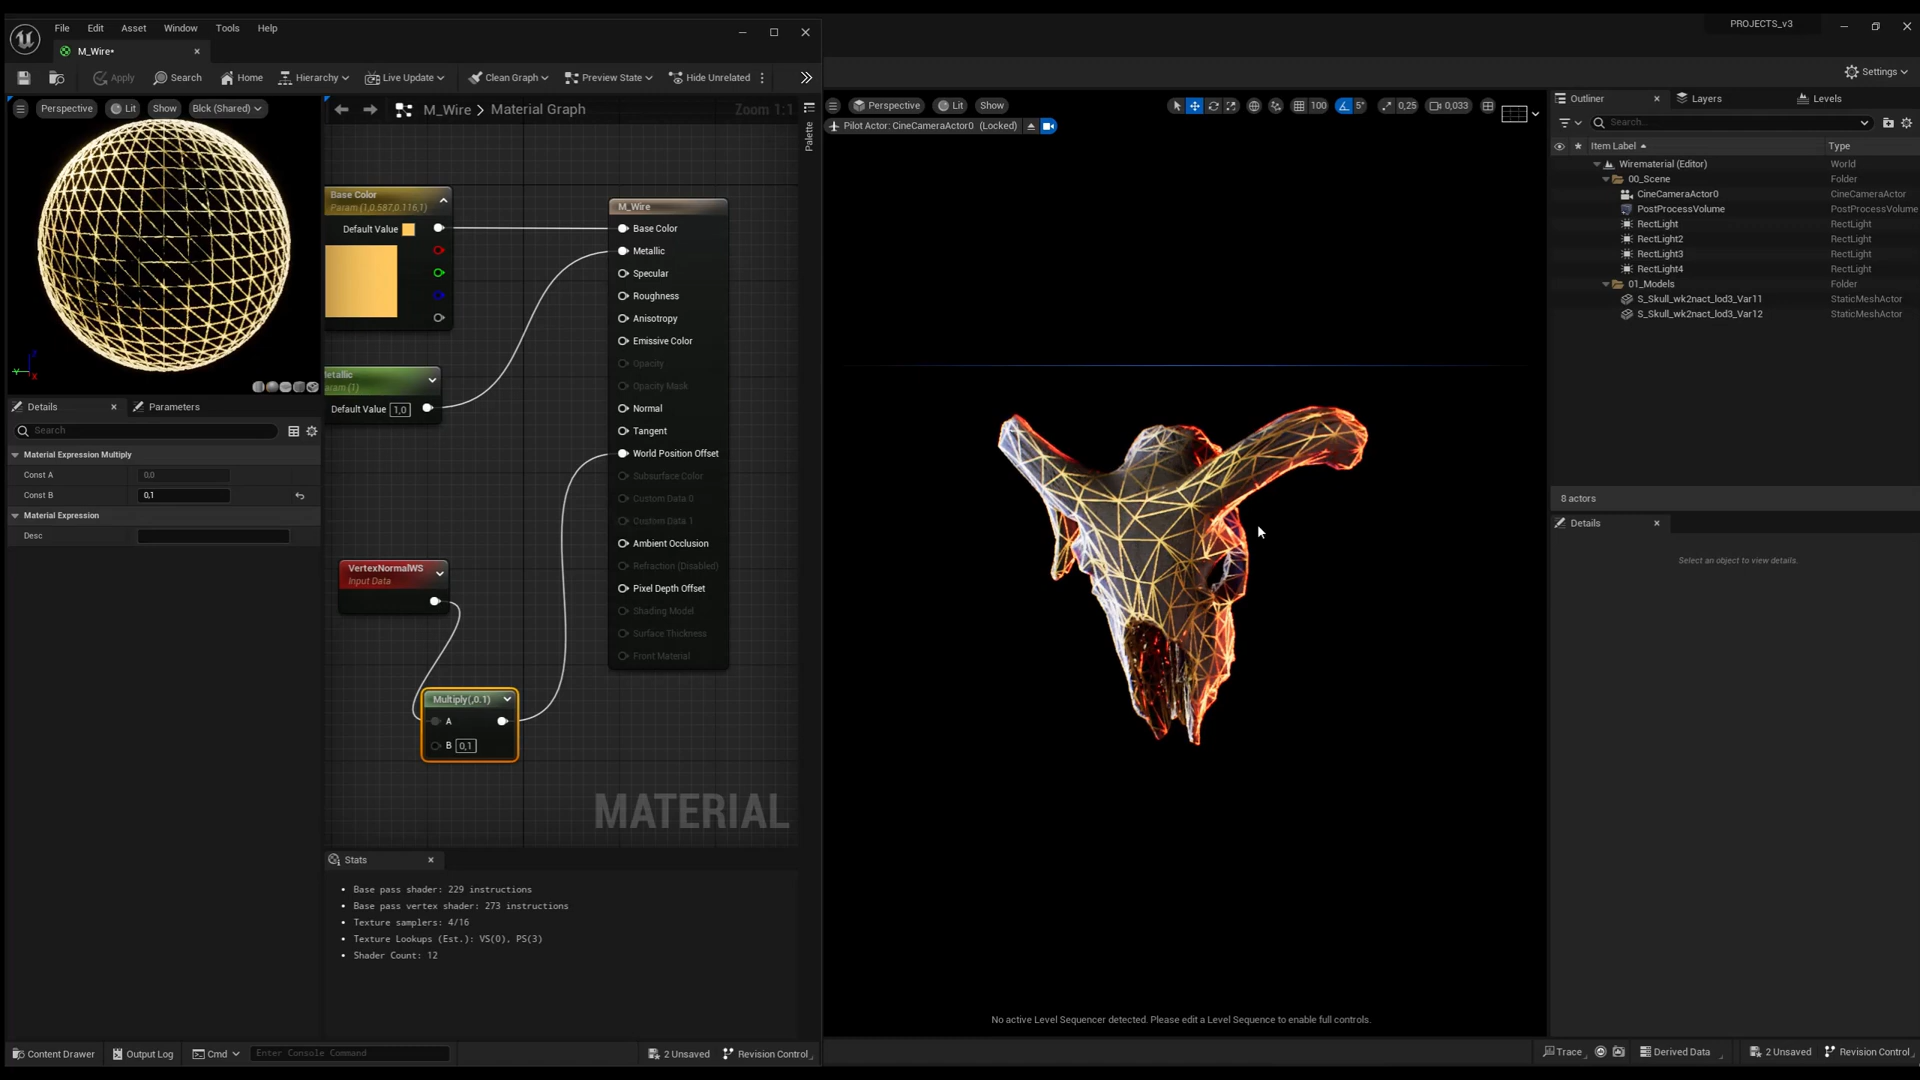 PROJECTS_v3
File Edit Asset Window Tools Help
M_Wire•
Apply Search Home Hierarchy Live Update Clean Graph Preview State Hide Unrelated
Settings
Perspective Lit Show Blck (Shared)
M_Wire > Material Graph Zoom 1:1
Palette
Perspective Lit Show 100 5° 0,25 0,033
Pilot Actor: CineCameraActor0 (Locked)
Outliner Layers Levels
Search...
Item Label Type
Wirematerial (Editor) World
00_Scene Folder
CineCameraActor0 CineCameraActor
PostProcessVolume PostProcessVolume
RectLight RectLight
RectLight2 RectLight
RectLight3 RectLight
RectLight4 RectLight
01_Models Folder
S_Skull_wk2nact_lod3_Var11 StaticMeshActor
S_Skull_wk2nact_lod3_Var12 StaticMeshActor
8 actors
Details
Select an object to view details.
Base Color
Param (1,0.587,0.116,1)
Default Value
etallic
aram (1)
Default Value 1,0
M_Wire
Base Color
Metallic
Specular
Roughness
Anisotropy
Emissive Color
Opacity
Opacity Mask
Normal
Tangent
World Position Offset
Subsurface Color
Custom Data 0
Custom Data 1
Ambient Occlusion
Refraction (Disabled)
Pixel Depth Offset
Shading Model
Surface Thickness
Front Material
VertexNormalWS
Input Data
Multiply(,0.1)
A
B 0,1
MATERIAL
Z
Y
X
Details Parameters
Search
Material Expression Multiply
Const A 0,0
Const B 0,1
Material Expression
Desc
Stats
• Base pass shader: 229 instructions
• Base pass vertex shader: 273 instructions
• Texture samplers: 4/16
• Texture Lookups (Est.): VS(0), PS(3)
• Shader Count: 12
No active Level Sequencer detected. Please edit a Level Sequence to enable full controls.
Content Drawer Output Log Cmd Enter Console Command 2 Unsaved Revision Control
Trace Derived Data 2 Unsaved Revision Control